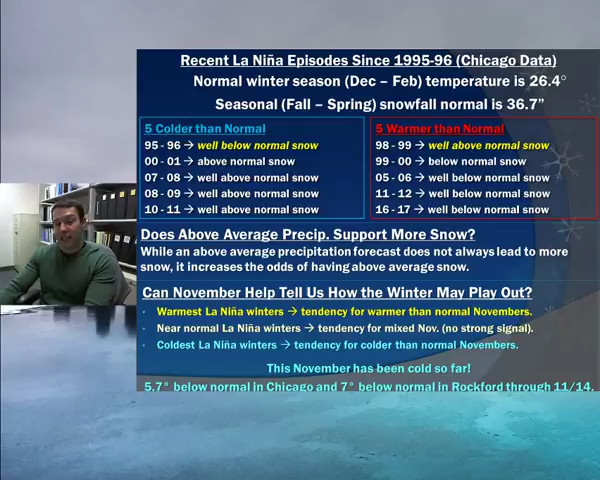 Recent La Niña Episodes Since 1995-96 (Chicago Data)
Normal winter season (Dec – Feb) temperature is 26.4°
Seasonal (Fall – Spring) snowfall normal is 36.7”
5 Colder than Normal
95 - 96 → well below normal snow
00 - 01 → above normal snow
07 - 08 → well above normal snow
08 - 09 → well above normal snow
10 - 11 → well above normal snow
5 Warmer than Normal
98 - 99 → well above normal snow
99 - 00 → below normal snow
05 - 06 → well below normal snow
11 - 12 → well below normal snow
16 - 17 → well below normal snow
Does Above Average Precip. Support More Snow?
While an above average precipitation forecast does not always lead to more
snow, it increases the odds of having above average snow.
Can November Help Tell Us How the Winter May Play Out?
· Warmest La Niña winters → tendency for warmer than normal Novembers.
· Near normal La Niña winters → tendency for mixed Nov. (no strong signal).
· Coldest La Niña winters → tendency for colder than normal Novembers.
This November has been cold so far!
5.7° below normal in Chicago and 7° below normal in Rockford through 11/14.